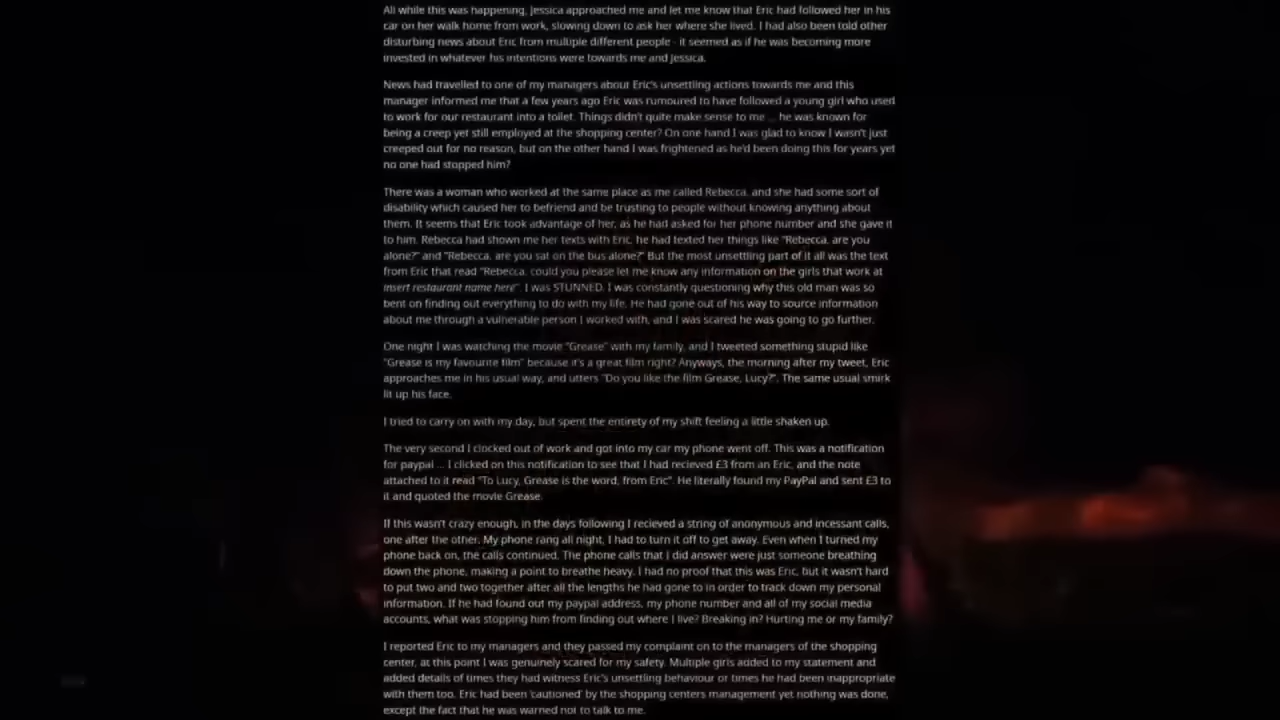 All while this was happening, Jessica approached me and let me know that Eric had followed her in his
car on her walk home from work, slowing down to ask her where she lived. I had also been told other
disturbing news about Eric from multiple different people - it seemed as if he was becoming more
invested in whatever his intentions were towards me and Jessica.
News had travelled to one of my managers about Eric's unsettling actions towards me and this
manager informed me that a few years ago Eric was rumoured to have followed a young girl who used
to work for our restaurant into a toilet. Things didn't quite make sense to me ... he was known for
being a creep yet still employed at the shopping center? On one hand I was glad to know I wasn't just
creeped out for no reason, but on the other hand I was frightened as he'd been doing this for years yet
no one had stopped him?
There was a woman who worked at the same place as me called Rebecca, and she had some sort of
disability which caused her to befriend and be trusting to people without knowing anything about
them. It seems that Eric took advantage of her, as he had asked for her phone number and she gave it
to him. Rebecca had shown me her texts with Eric, he had texted her things like "Rebecca, are you
alone?" and "Rebecca, are you sat on the bus alone?" But the most unsettling part of it all was the text
from Eric that read "Rebecca, could you please let me know any information on the girls that work at
insert restaurant name here". I was STUNNED. I was constantly questioning why this old man was so
bent on finding out everything to do with my life. He had gone out of his way to source information
about me through a vulnerable person I worked with, and I was scared he was going to go further.
One night I was watching the movie "Grease" with my family, and I tweeted something stupid like
"Grease is my favourite film" because it's a great film right? Anyways, the morning after my tweet, Eric
approaches me in his usual way, and utters "Do you like the film Grease, Lucy?". The same usual smirk
lit up his face.
I tried to carry on with my day, but spent the entirety of my shift feeling a little shaken up.
The very second I clocked out of work and got into my car my phone went off. This was a notification
for paypal ... I clicked on this notification to see that I had recieved £3 from an Eric, and the note
attached to it read "To Lucy, Grease is the word, from Eric". He literally found my PayPal and sent £3 to
it and quoted the movie Grease.
If this wasn't crazy enough, in the days following I recieved a string of anonymous and incessant calls,
one after the other. My phone rang all night, I had to turn it off to get away. Even when I turned my
phone back on, the calls continued. The phone calls that I did answer were just someone breathing
down the phone, making a point to breathe heavy. I had no proof that this was Eric, but it wasn't hard
to put two and two together after all the lengths he had gone to in order to track down my personal
information. If he had found out my paypal address, my phone number and all of my social media
accounts, what was stopping him from finding out where I live? Breaking in? Hurting me or my family?
I reported Eric to my managers and they passed my complaint on to the managers of the shopping
center, at this point I was genuinely scared for my safety. Multiple girls added to my statement and
added details of times they had witness Eric's unsettling behaviour or times he had been inappropriate
with them too. Eric had been 'cautioned' by the shopping centers management yet nothing was done,
except the fact that he was warned not to talk to me.